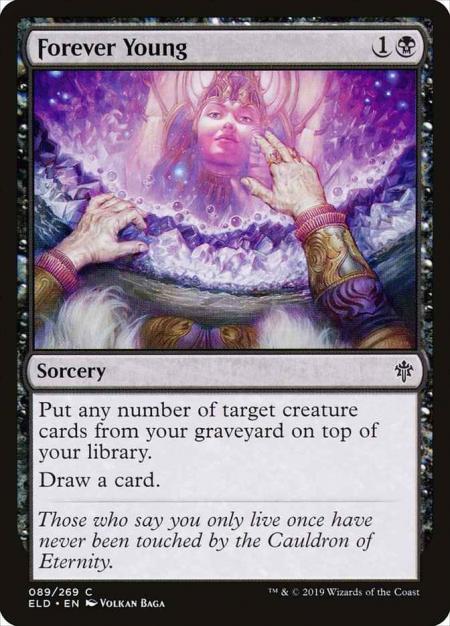 Forever Young 1
Sorcery
Put any number of target creature
cards from your graveyard on top of
your library.
Draw a card.
Those who say you only live once have
never been touched by the Cauldron of
Eternity.
089/269 C
ELD • EN VOLKAN BAGA
™ & © 2019 Wizards of the Coast